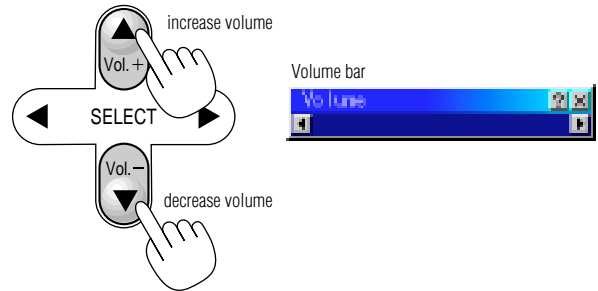 increase volume
Vol.+
Volume bar
Volume
? ×
SELECT
Vol.−
decrease volume